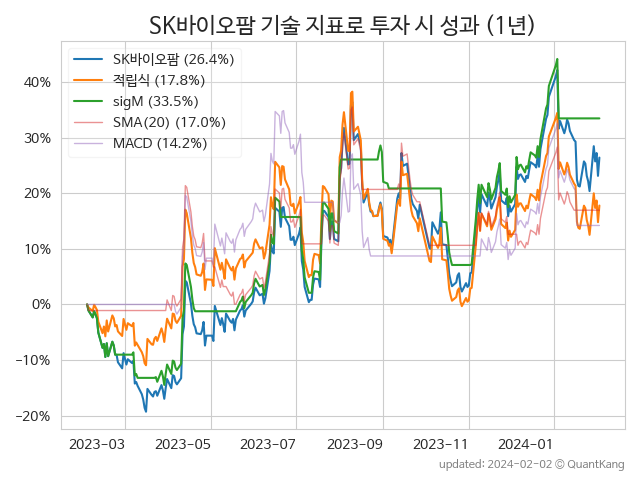 SK바이오팜 기술 지표로 투자 시 성과 (1년)
SK바이오팜 (26.4%)
적립식 (17.8%)
sigM (33.5%)
SMA(20) (17.0%)
MACD (14.2%)
40%
30%
20%
10%
0%
−10%
−20%
2023-03
2023-05
2023-07
2023-09
2023-11
2024-01
updated: 2024-02-02 © QuantKang